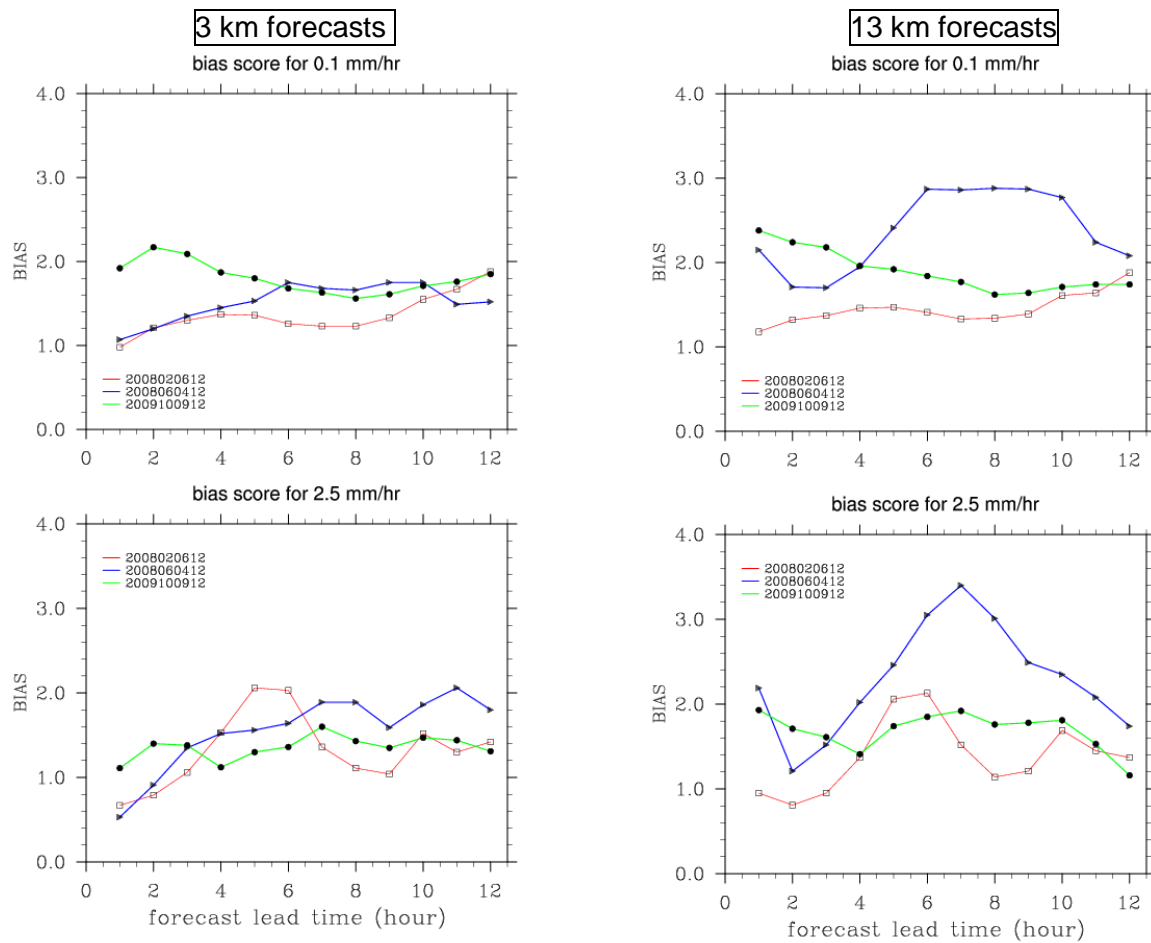 3 km forecasts
bias score for 0.1 mm/hr
4.0
3.0
2.0
1.0
0.0
BIAS
2008020612
2008060412
2009100912
0 2 4 6 8 10 12
13 km forecasts
bias score for 0.1 mm/hr
4.0
3.0
2.0
1.0
0.0
BIAS
2008020612
2008060412
2009100912
0 2 4 6 8 10 12
bias score for 2.5 mm/hr
4.0
3.0
2.0
1.0
0.0
BIAS
2008020612
2008060412
2009100912
0 2 4 6 8 10 12
forecast lead time (hour)
bias score for 2.5 mm/hr
4.0
3.0
2.0
1.0
0.0
BIAS
2008020612
2008060412
2009100912
0 2 4 6 8 10 12
forecast lead time (hour)